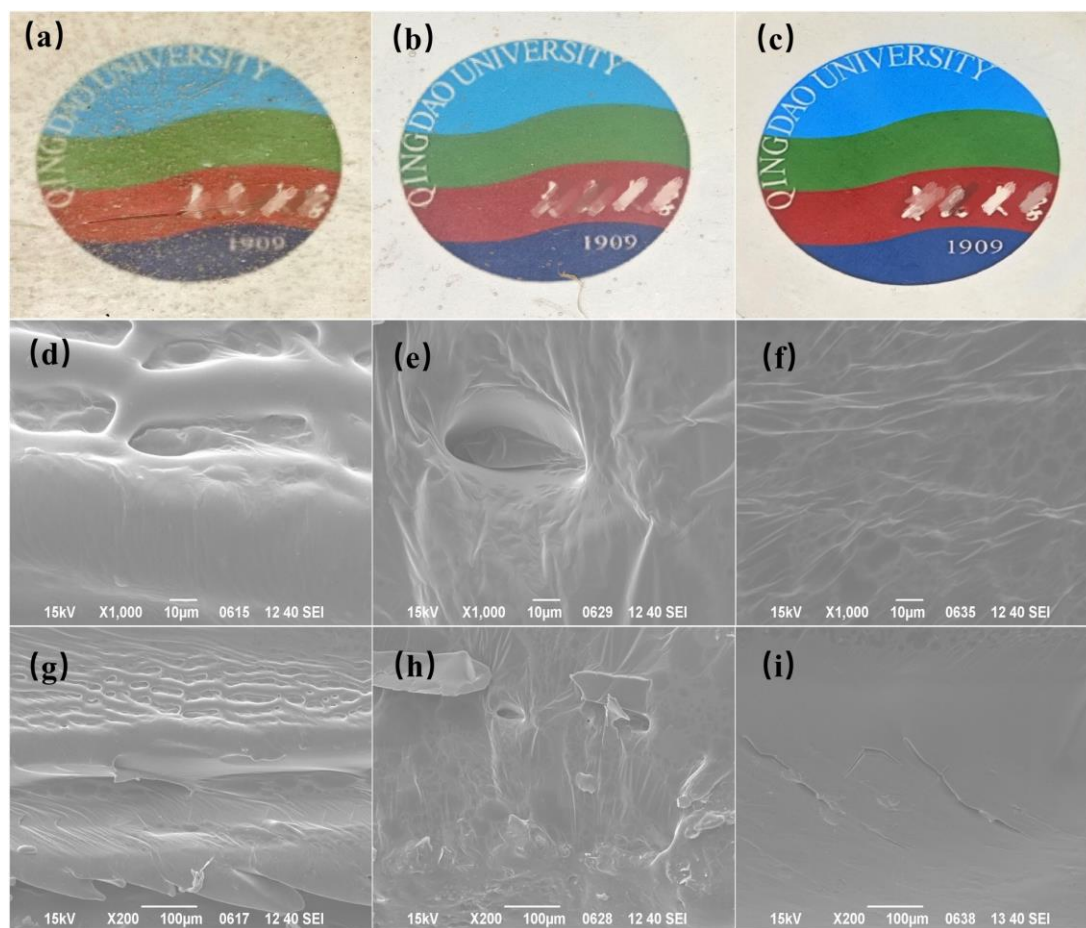 (a)
QINGDAO UNIVERSITY
1909
(b)
QINGDAO UNIVERSITY
1909
(c)
QINGDAO UNIVERSITY
1909
(d)
15kV X1,000 10μm 0615 12 40 SEI
(e)
15kV X1,000 10μm 0629 12 40 SEI
(f)
15kV X1,000 10μm 0635 12 40 SEI
(g)
15kV X200 100μm 0617 12 40 SEI
(h)
15kV X200 100μm 0628 12 40 SEI
(i)
15kV X200 100μm 0638 13 40 SEI